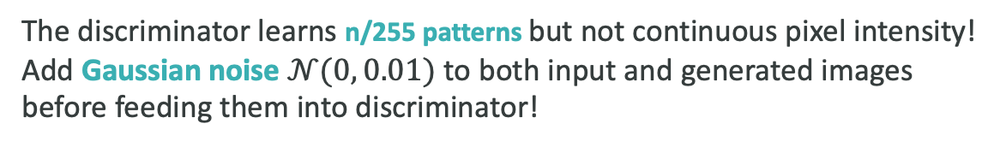 The discriminator learns n/255 patterns but not continuous pixel intensity!
Add Gaussian noise 𝒩(0, 0.01) to both input and generated images
before feeding them into discriminator!